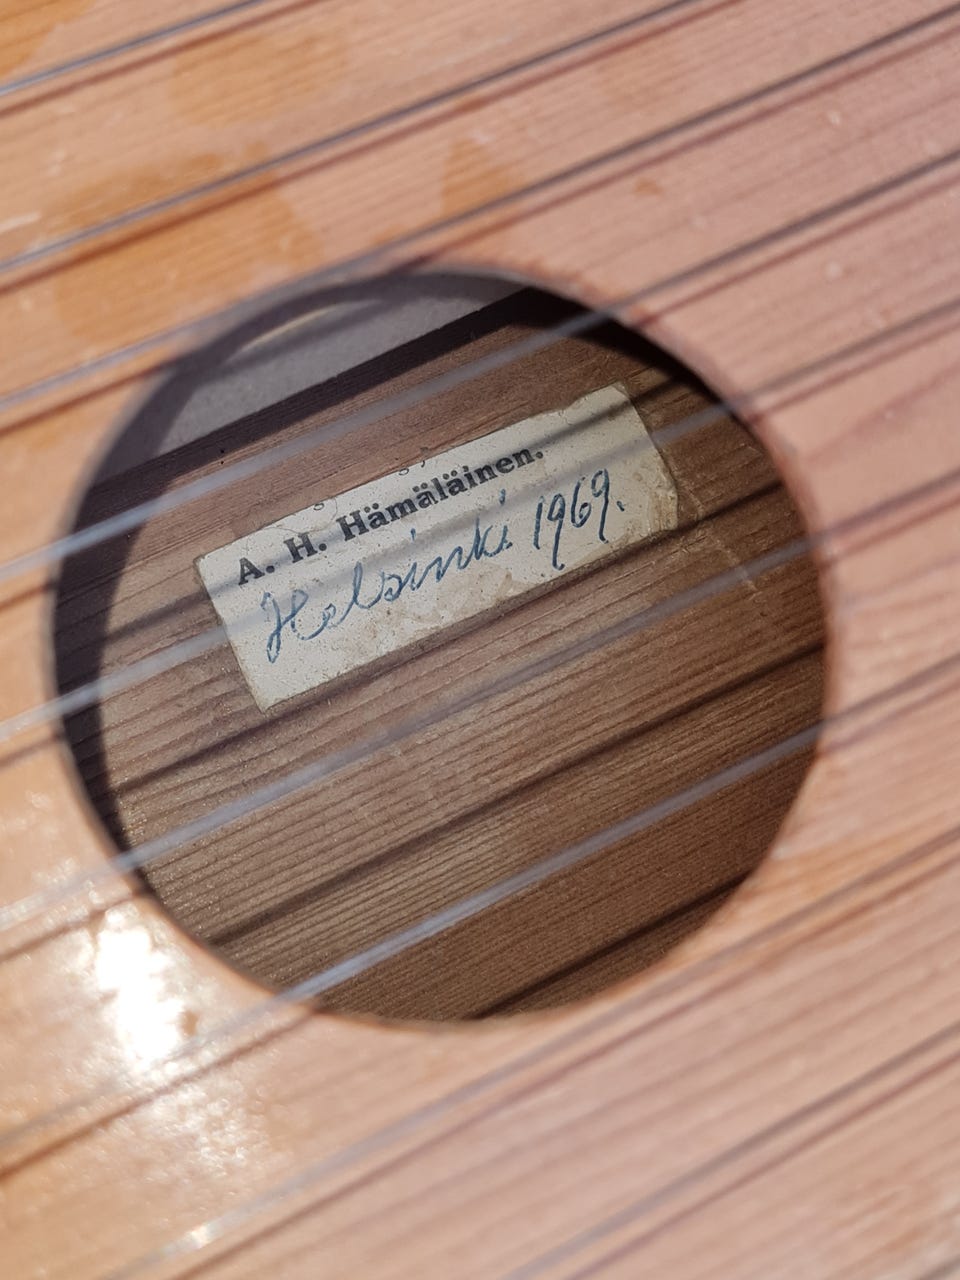 A. H. Hämäläinen.
Helsinki 1969.